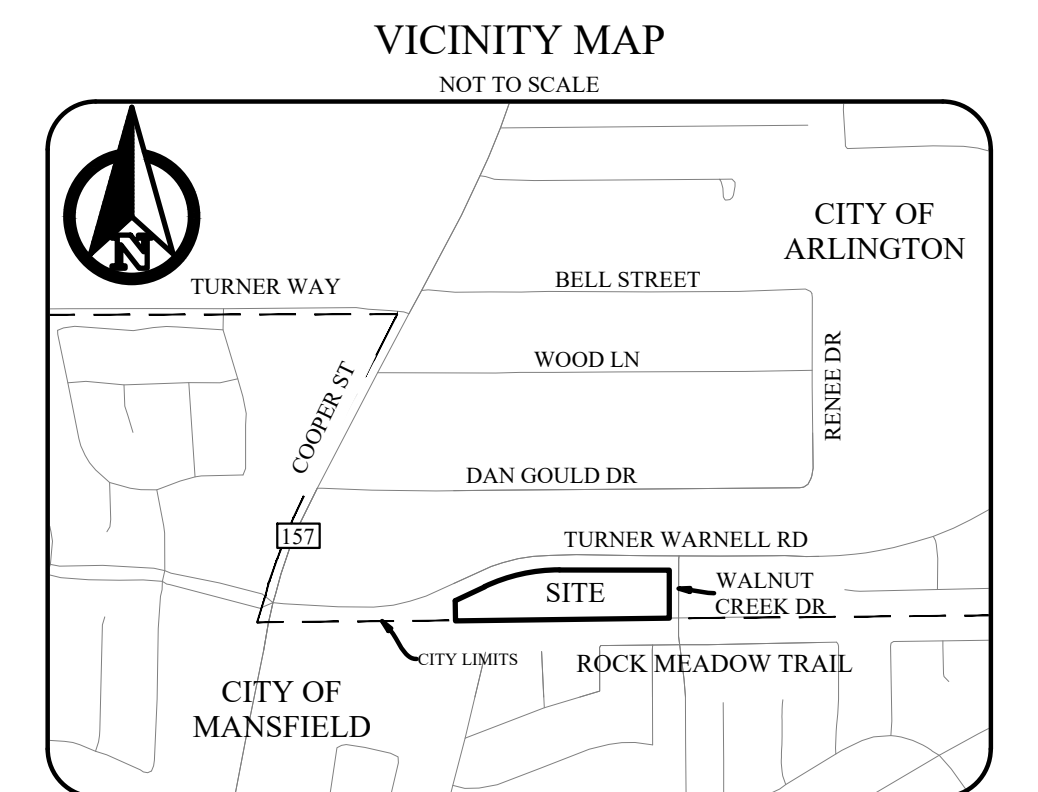 VICINITY MAP
NOT TO SCALE
N
CITY OF
ARLINGTON
TURNER WAY
BELL STREET
WOOD LN
RENEE DR
COOPER ST
DAN GOULD DR
157
TURNER WARNELL RD
SITE
WALNUT
CREEK DR
CITY LIMITS
ROCK MEADOW TRAIL
CITY OF
MANSFIELD